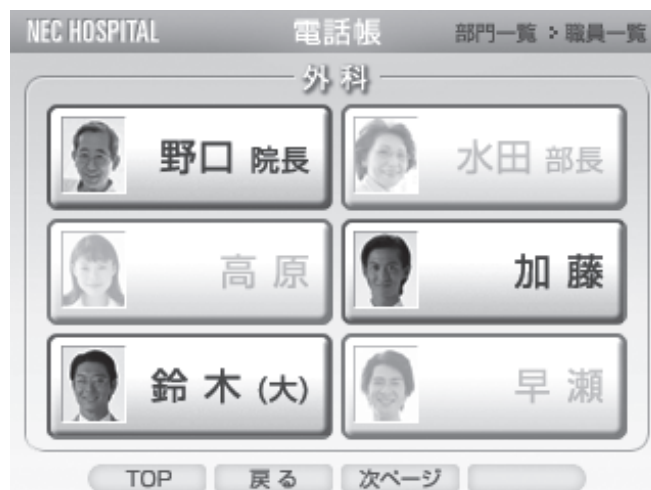 NEC HOSPITAL 電話帳 部門一覧 > 職員一覧
外科
野口 院長 水田 部長
高原 加藤
鈴木 (大) 早瀬
TOP 戻る 次ページ